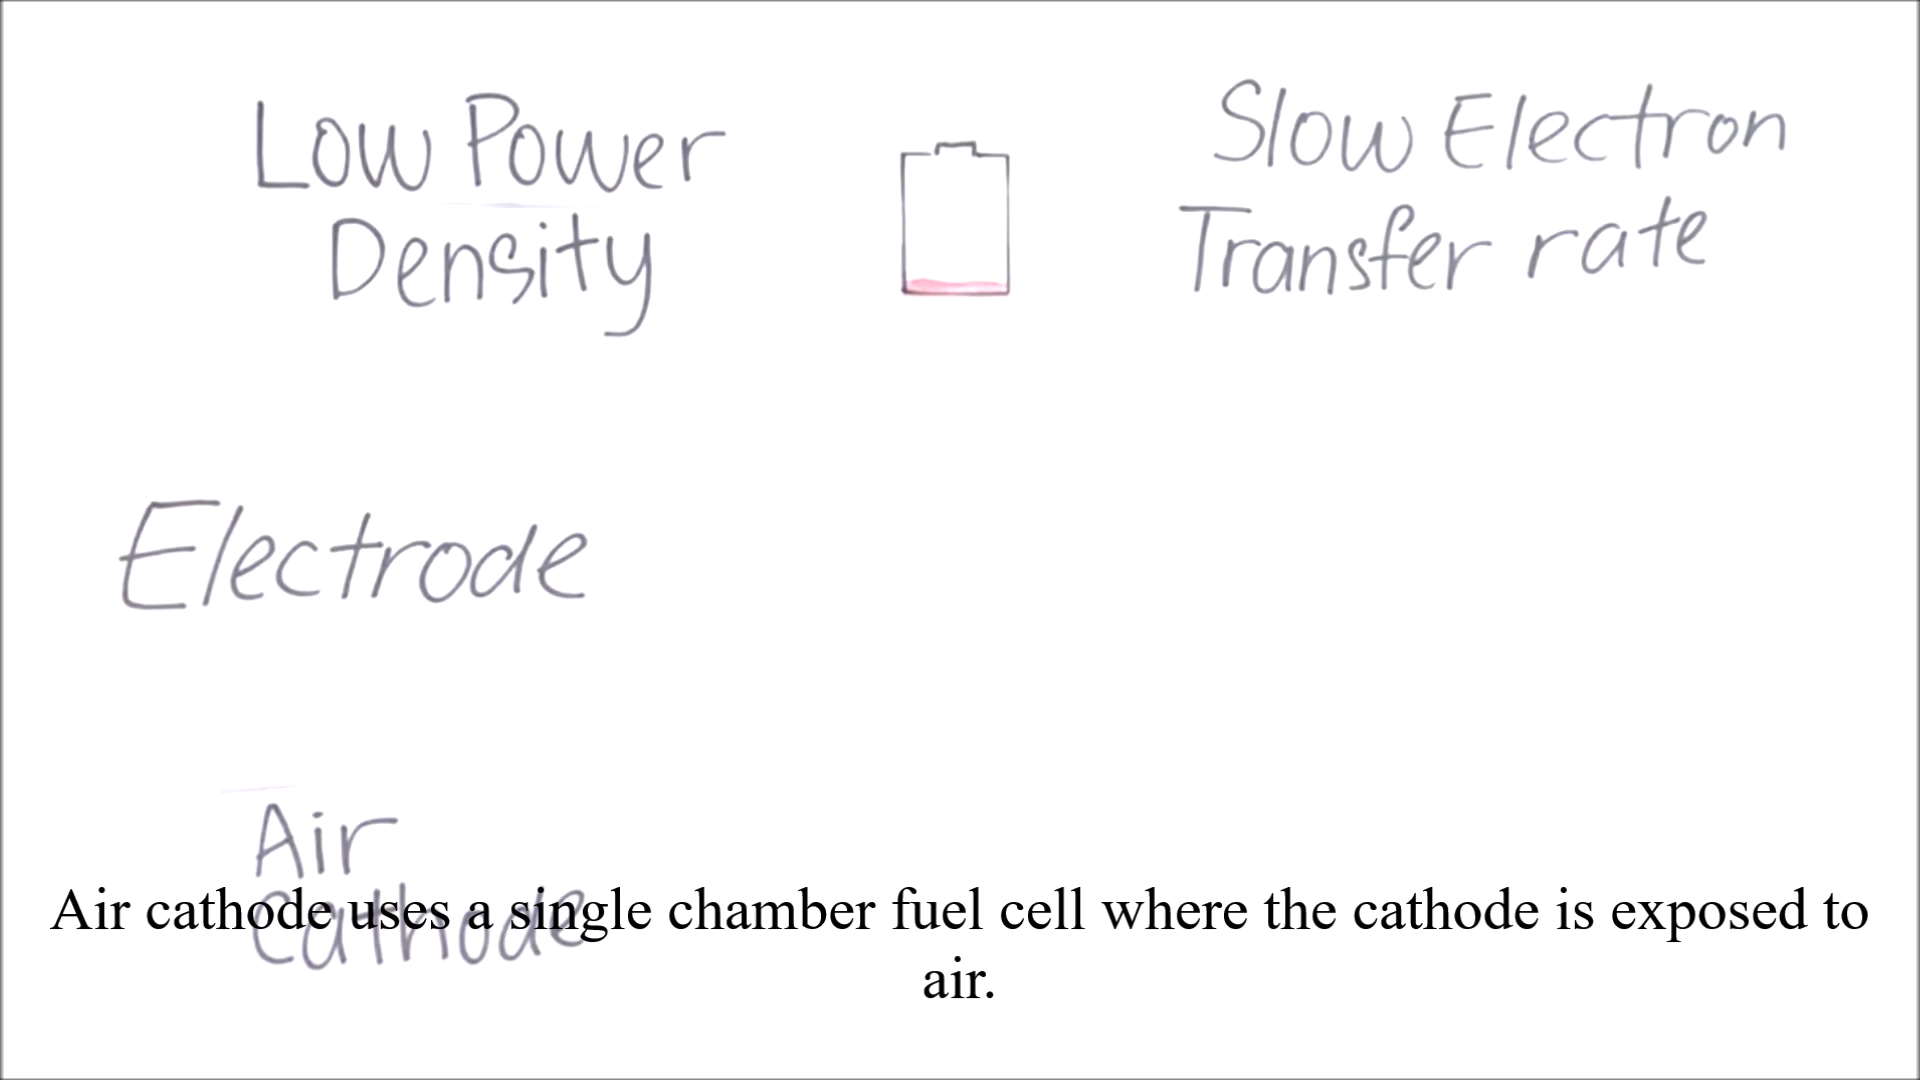 Low Power
Density
Slow Electron
Transfer rate
Electrode
Air
Cathode
Air cathode uses a single chamber fuel cell where the cathode is exposed to
air.